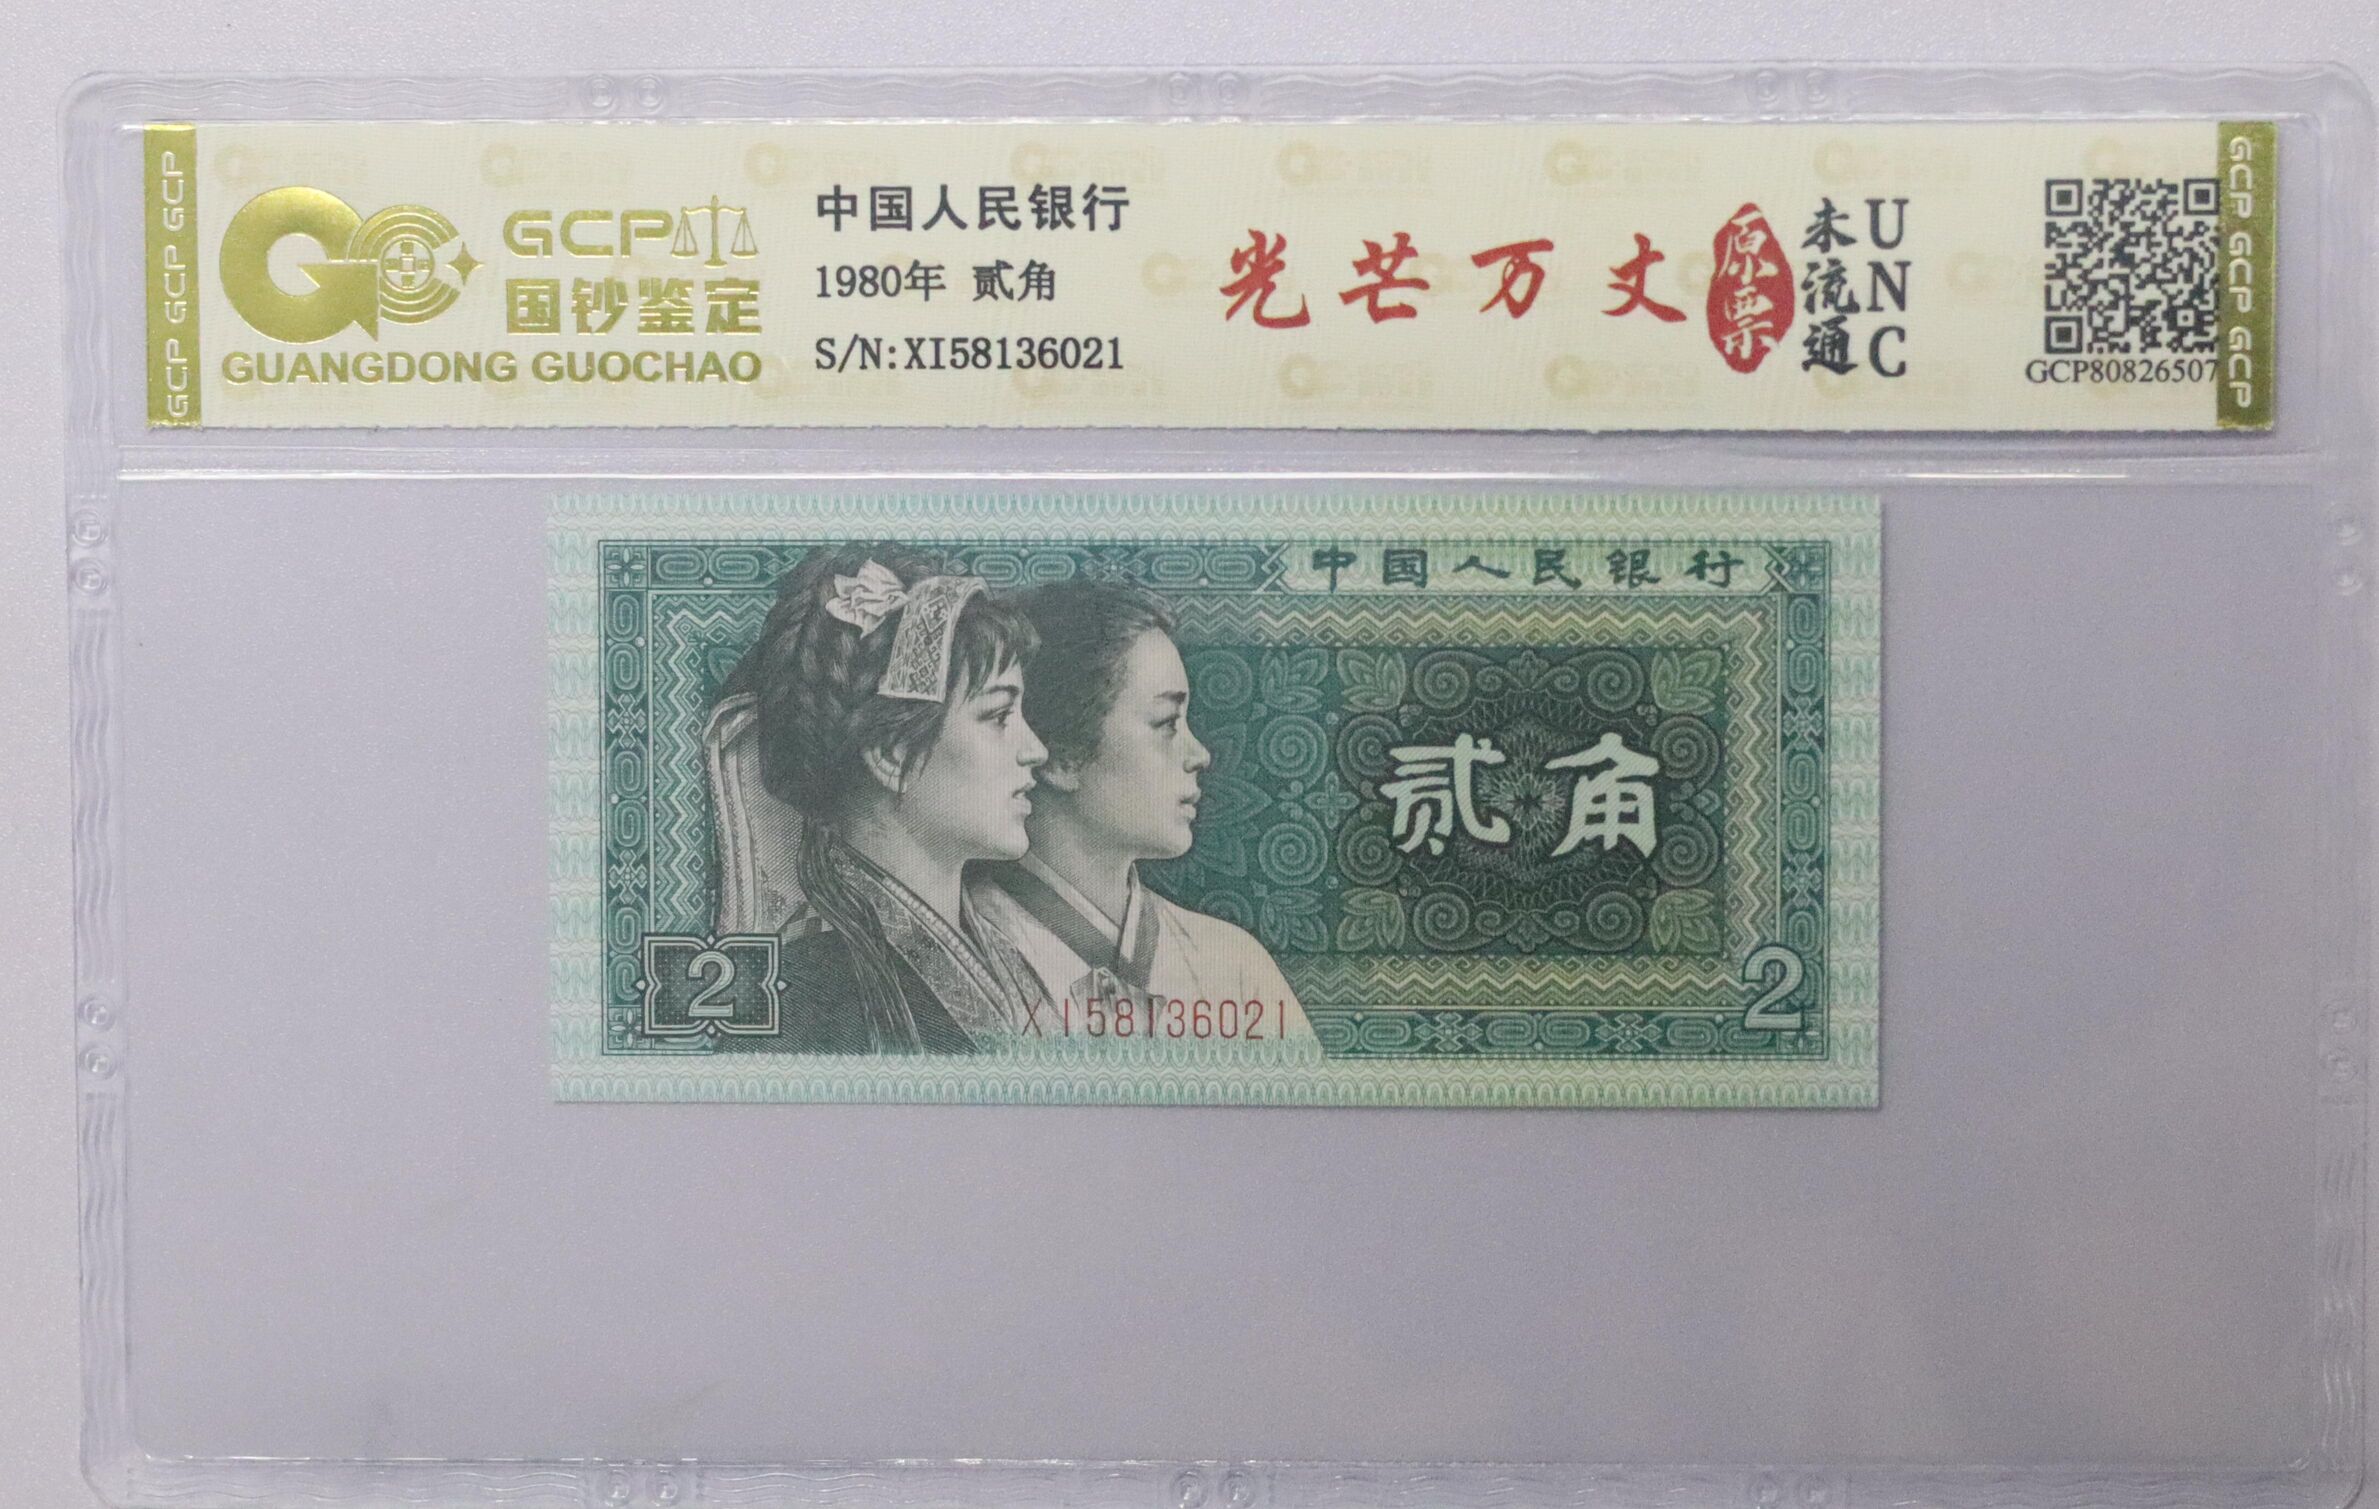 GCP GCP GCP
GCP
国钞鉴定
GUANGDONG GUOCHAO
中国人民银行
1980年 贰角
S/N:XI58136021
光芒万丈
原票
未流通
UNC
GCP80826507
GCP GCP GCP
中国人民银行
贰角
2
XI58136021
2